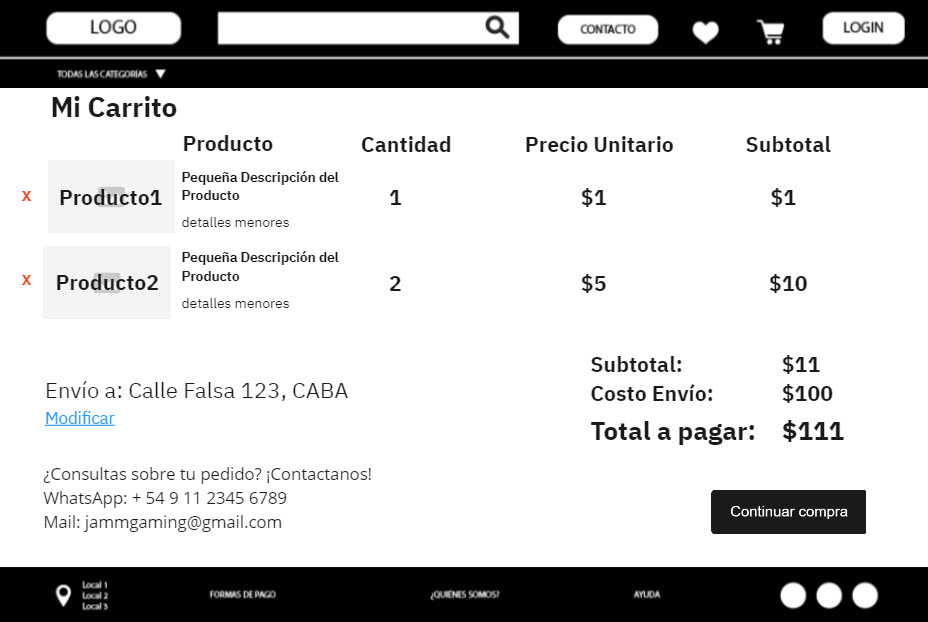 LOGO
CONTACTO
LOGIN
TODAS LAS CATEGORÍAS
Mi Carrito
Producto
Cantidad
Precio Unitario
Subtotal
X
Producto1
Pequeña Descripción del
Producto
detalles menores
1
$1
$1
X
Producto2
Pequeña Descripción del
Producto
detalles menores
2
$5
$10
Subtotal: $11
Costo Envío: $100
Total a pagar: $111
Envío a: Calle Falsa 123, CABA
Modificar
¿Consultas sobre tu pedido? ¡Contactanos!
WhatsApp: + 54 9 11 2345 6789
Mail: jammgaming@gmail.com
Continuar compra
Local 1
Local 2
Local 3
FORMAS DE PAGO
¿QUIÉNES SOMOS?
AYUDA